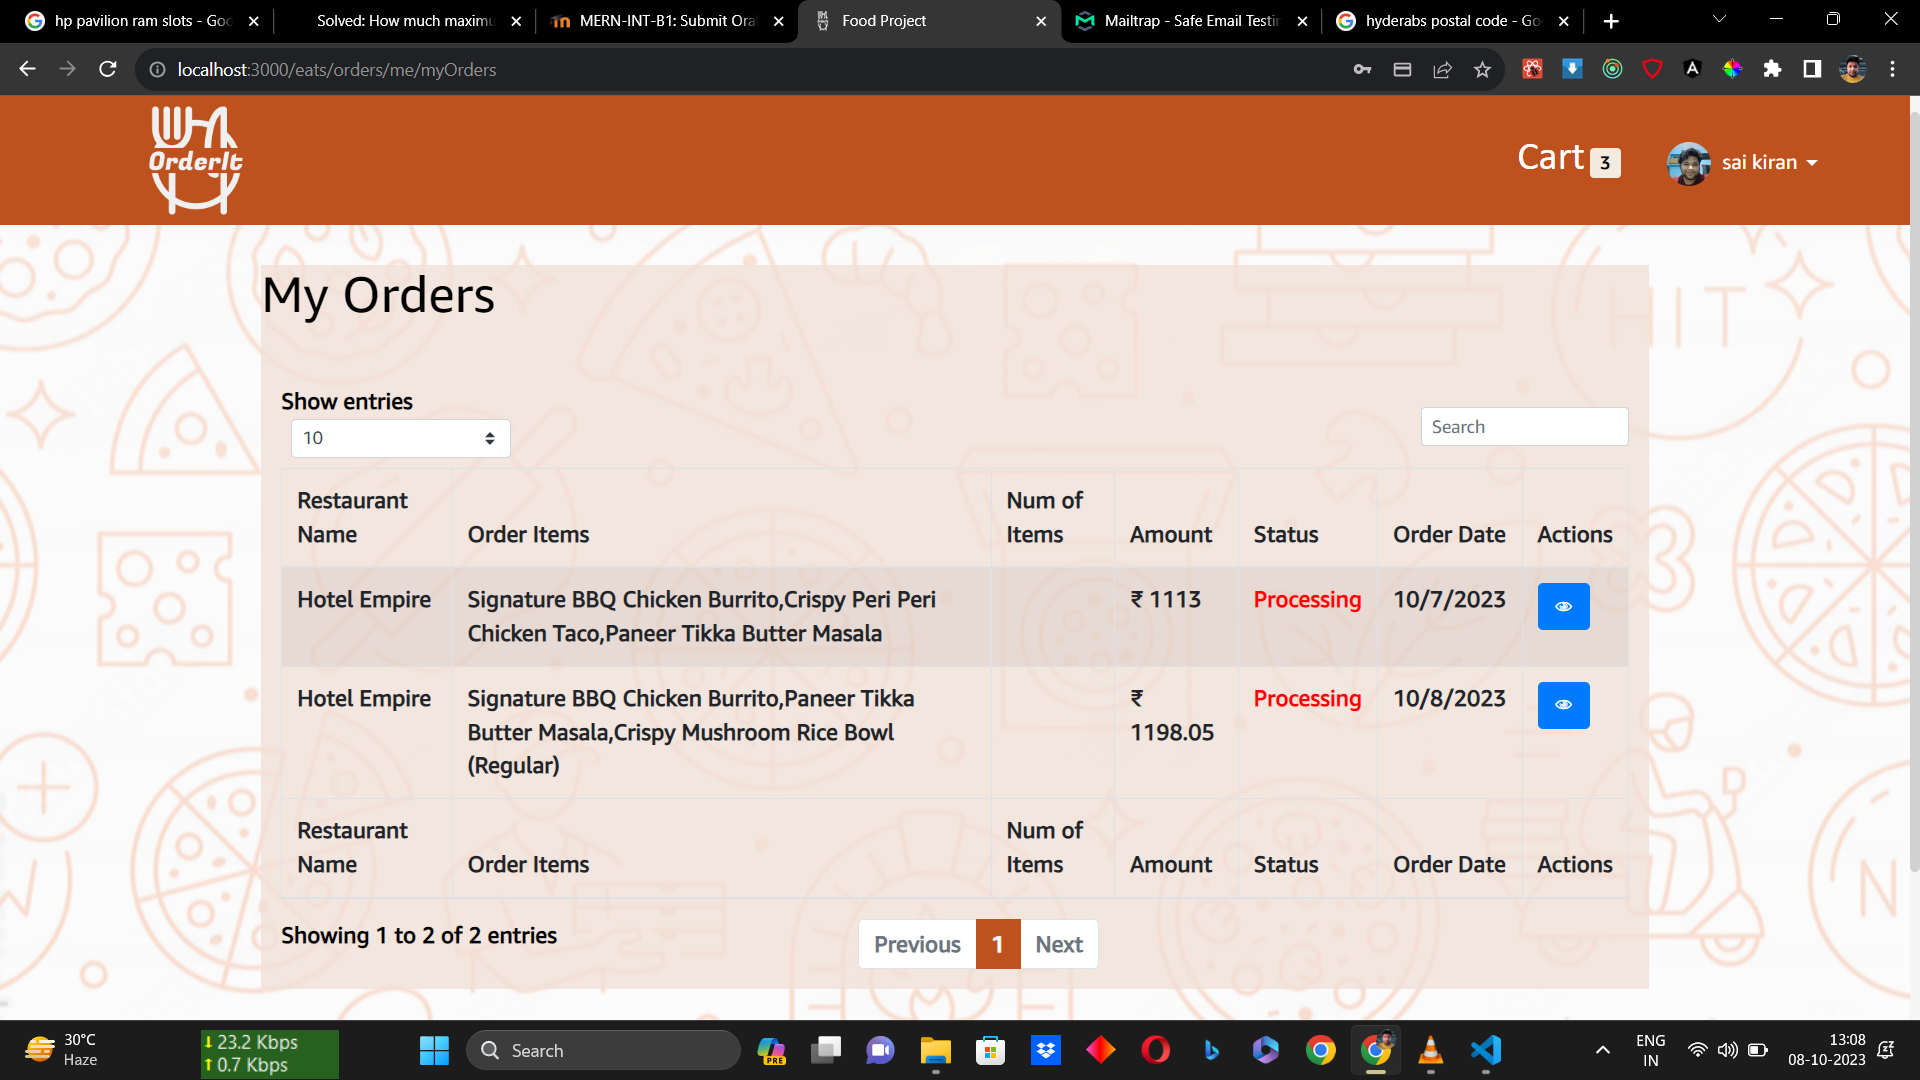 hp pavilion ram slots - Goo
Solved: How much maximu
MERN-INT-B1: Submit Oral
Food Project
Mailtrap - Safe Email Testin
hyderabs postal code - Go
localhost:3000/eats/orders/me/myOrders
OrderIt
Cart 3
sai kiran
My Orders
HIT
Show entries
10
Search
Restaurant Name
Order Items
Num of Items
Amount
Status
Order Date
Actions
Hotel Empire
Signature BBQ Chicken Burrito,Crispy Peri Peri
Chicken Taco,Paneer Tikka Butter Masala
₹ 1113
Processing
10/7/2023
Hotel Empire
Signature BBQ Chicken Burrito,Paneer Tikka
Butter Masala,Crispy Mushroom Rice Bowl
(Regular)
₹
1198.05
Processing
10/8/2023
Restaurant Name
Order Items
Num of Items
Amount
Status
Order Date
Actions
Showing 1 to 2 of 2 entries
Previous
1
Next
30°C
Haze
23.2 Kbps
0.7 Kbps
Search
PRE
ENG
IN
13:08
08-10-2023